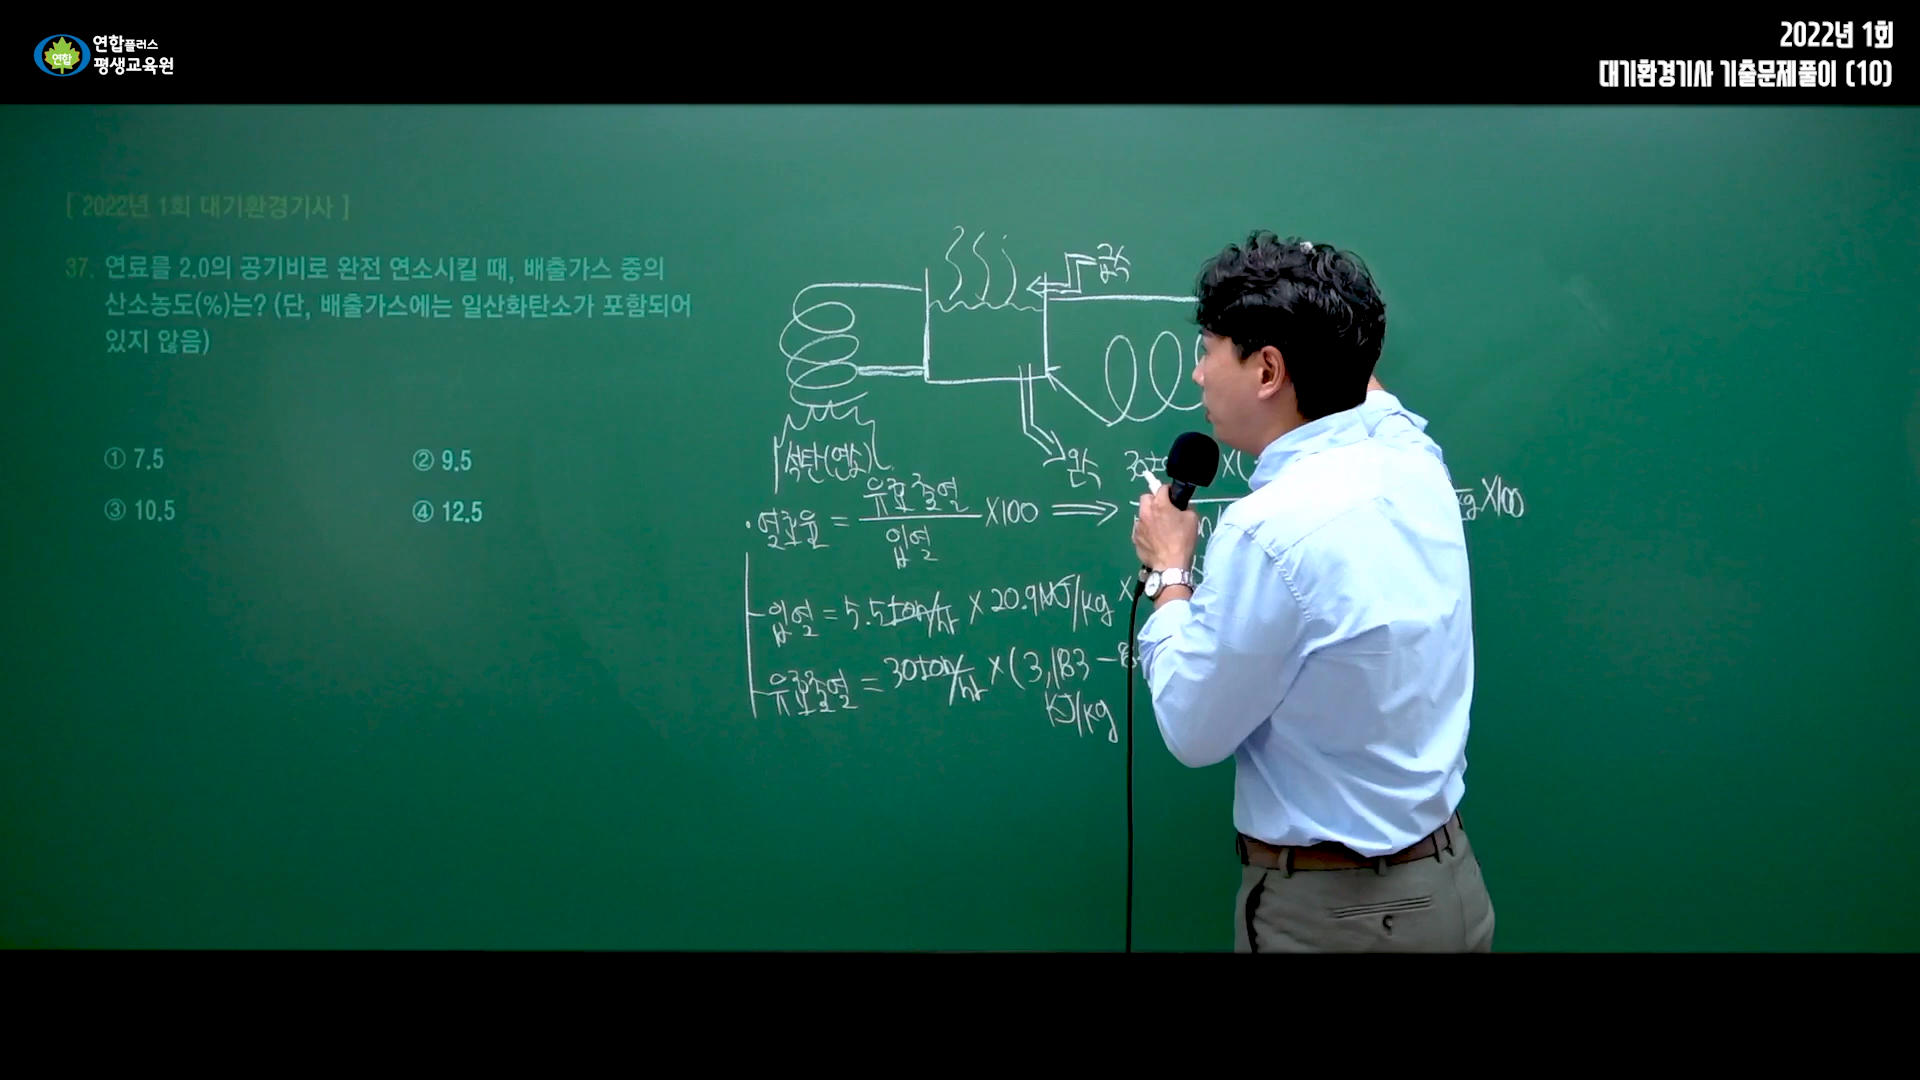 연합플러스
평생교육원
연합
2022년 1회
대기환경기사 기출문제풀이 (10)
[ 2022년 1회 대기환경기사 ]
37. 연료를 2.0의 공기비로 완전 연소시킬 때, 배출가스 중의
산소농도(%)는? (단, 배출가스에는 일산화탄소가 포함되어
있지 않음)
① 7.5 ② 9.5
③ 10.5 ④ 12.5
급수
석탄(연소)
온수
· 열효율 = 유효출열 / 입열 X100 ⟹
X100
입열 = 5.5ton/hr X 20.9MJ/kg X
유효출열 = 30ton/hr X (3,183 -
KJ/kg